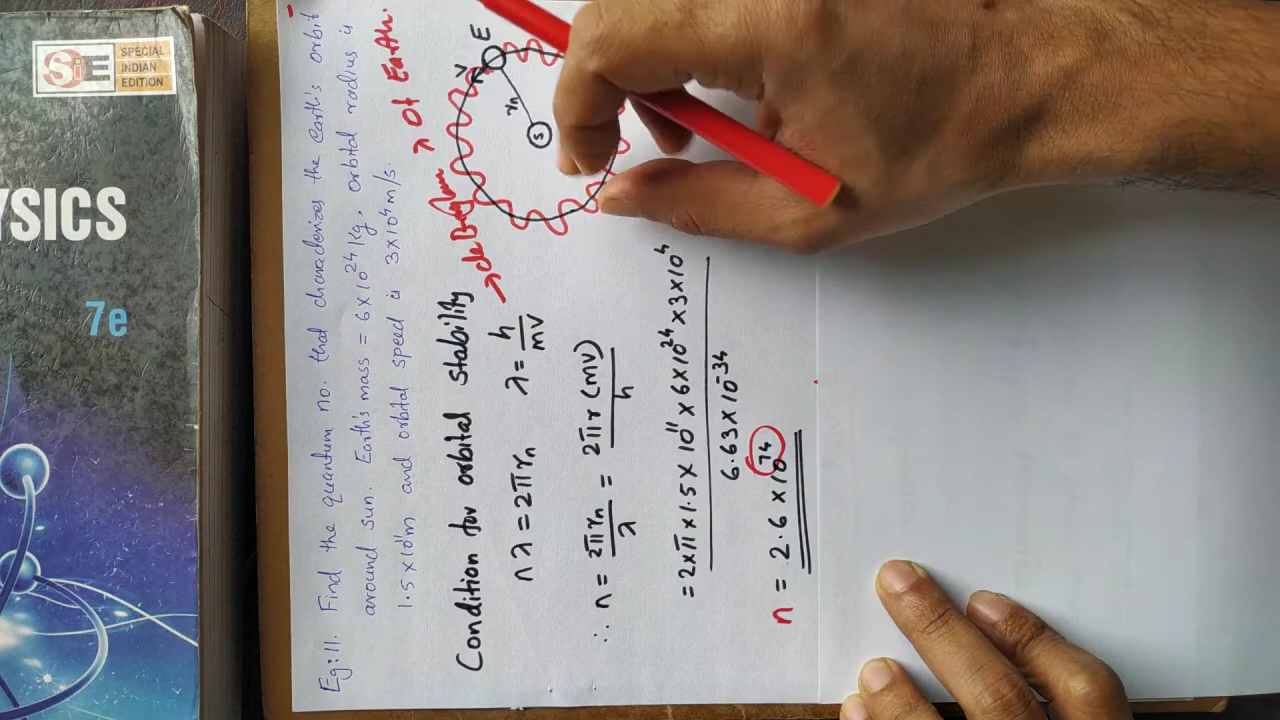 SiE
SPECIAL
INDIAN
EDITION
YSICS
7e
Eg:11. Find the quantum no. that characterizes the earth's orbit
around sun. Earth's mass = 6×10²⁴ kg, orbital radius is
1.5×10¹¹m and orbital speed is 3×10⁴m/s.
Condition for orbital stability
nλ = 2πrₙ λ = h/mv
→ de Broglie → of Earth.
E
V
rₙ
S
∴ n = 2πrₙ/λ = 2πr(mv)/h
= 2×π×1.5×10¹¹×6×10²⁴×3×10⁴
6.63×10⁻³⁴
n = 2.6×10⁷⁴